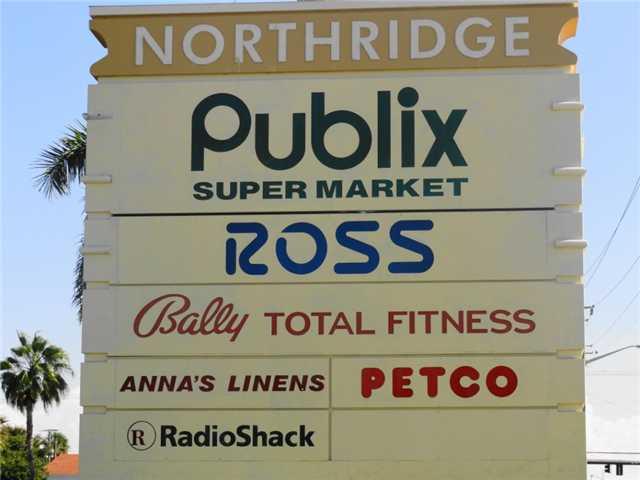 NORTHRIDGE
Publix
SUPER MARKET
ROSS
Bally TOTAL FITNESS
ANNA'S LINENS PETCO
R RadioShack